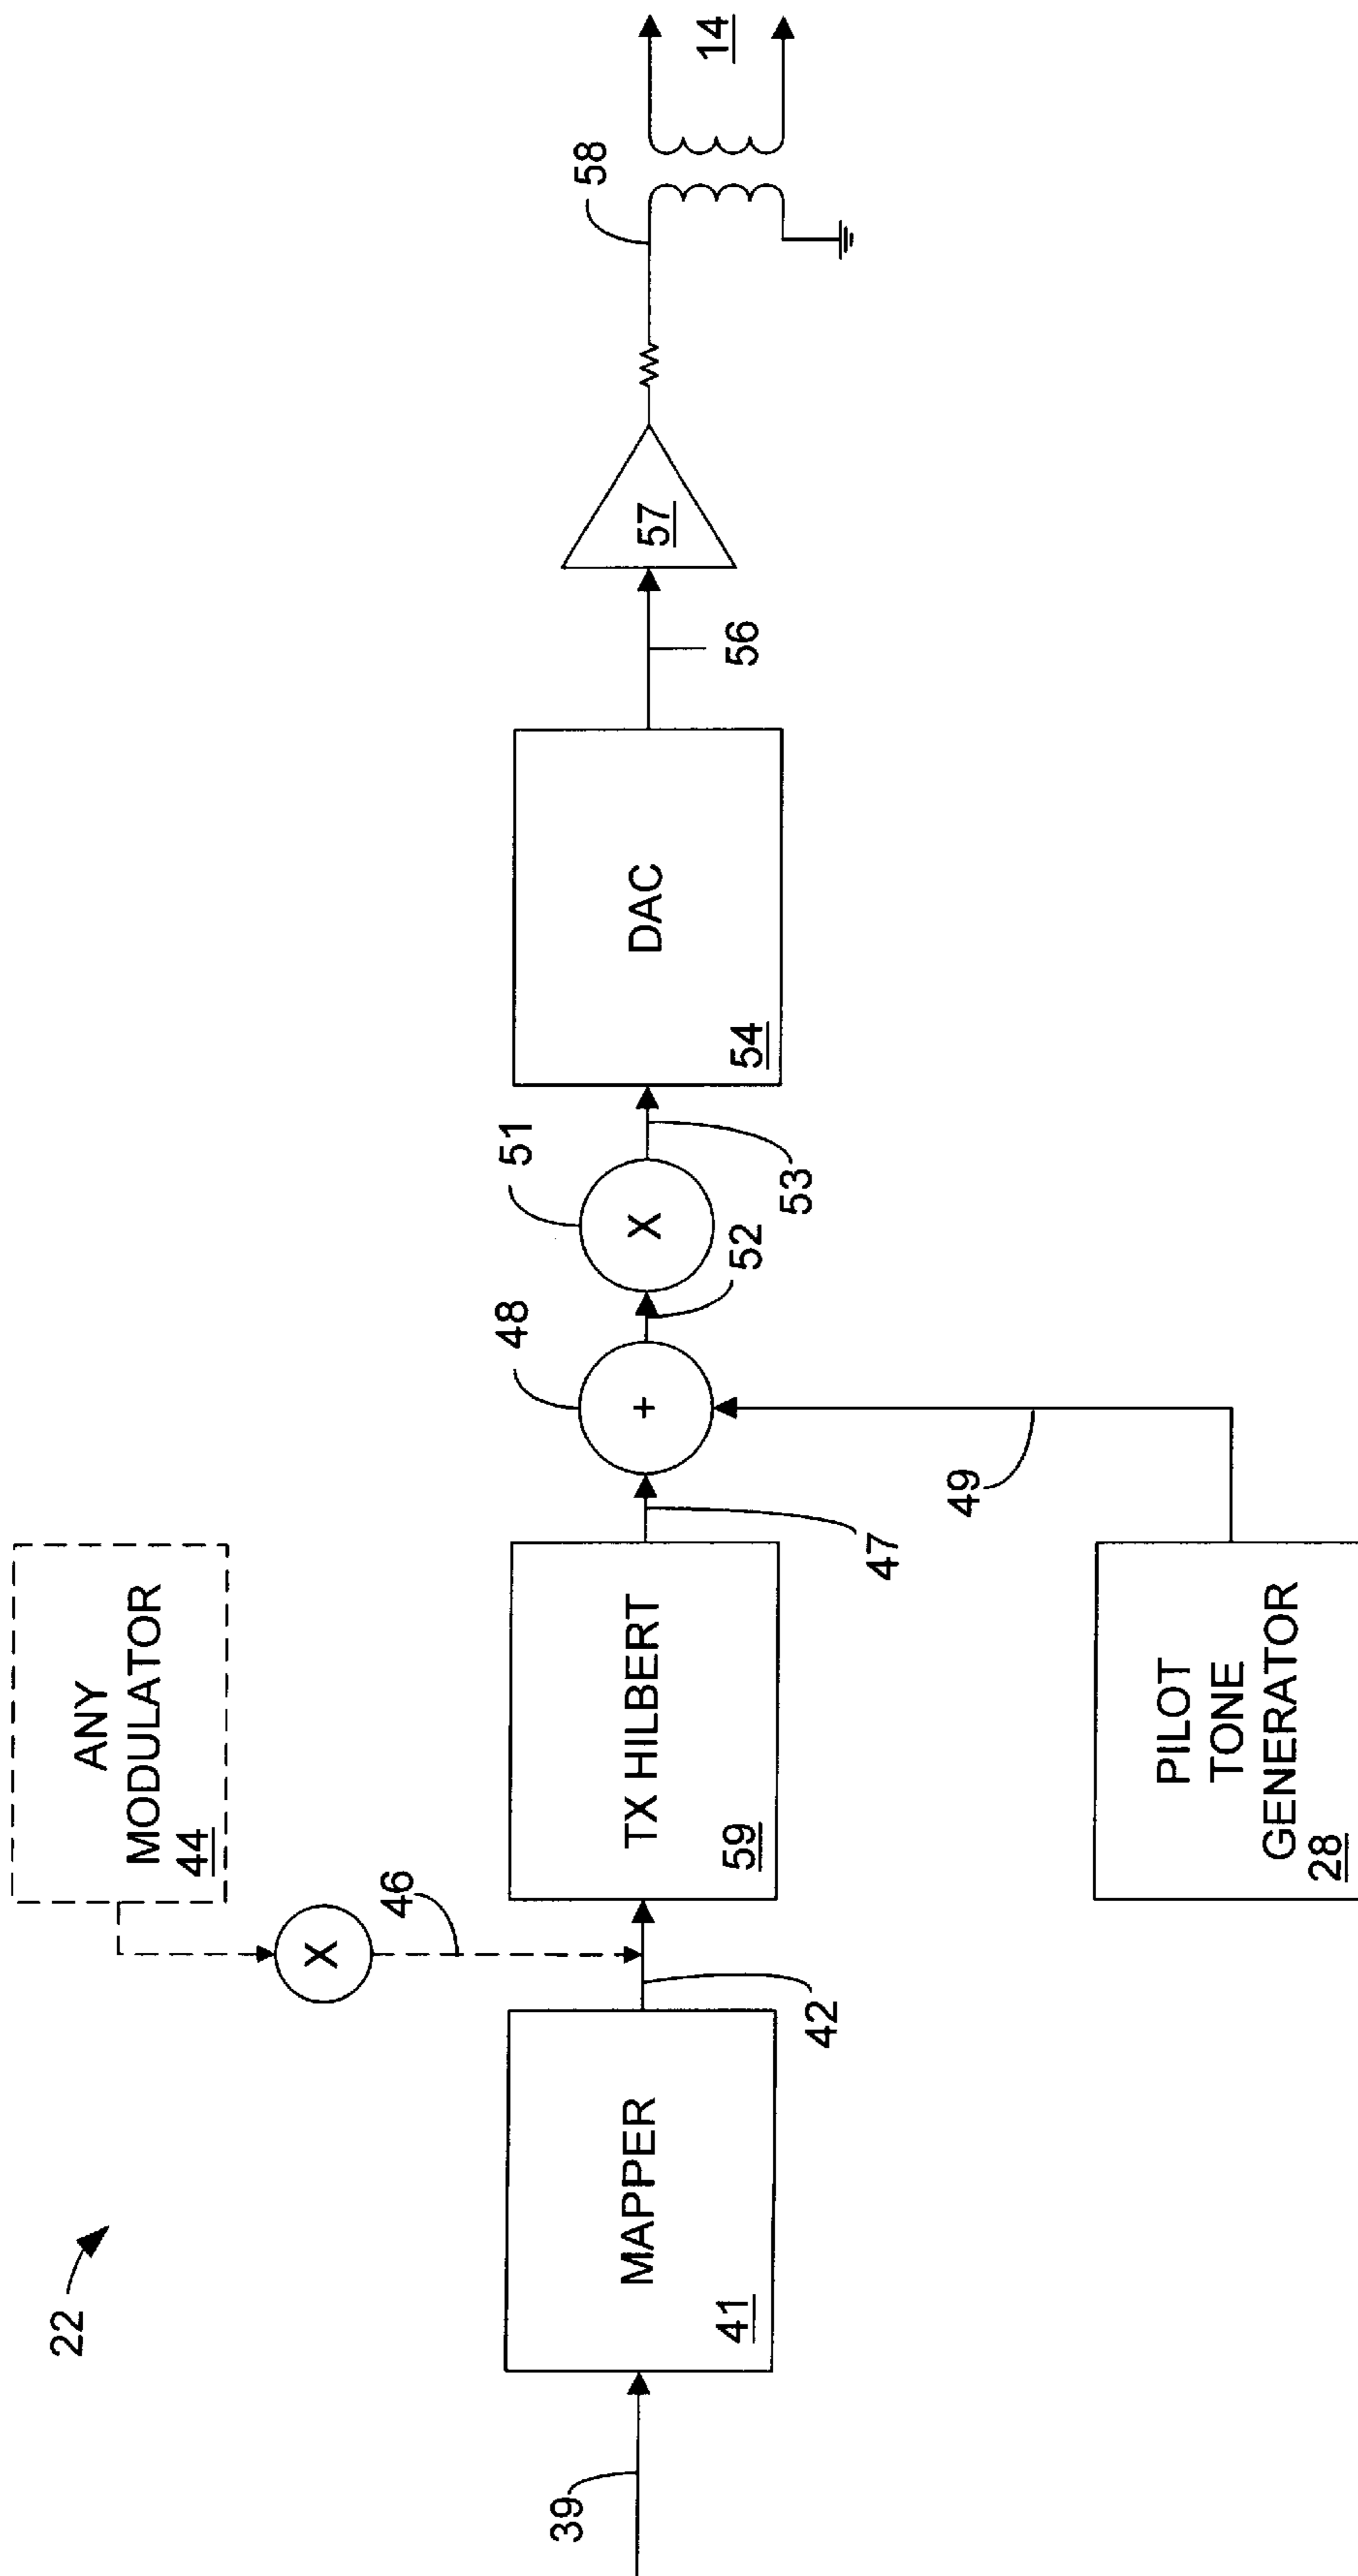 22
39
MAPPER
41
42
46
X
ANY
MODULATOR
44
TX HILBERT
59
47
PILOT
TONE
GENERATOR
28
49
48
+
52
51
X
53
DAC
54
56
57
58
14